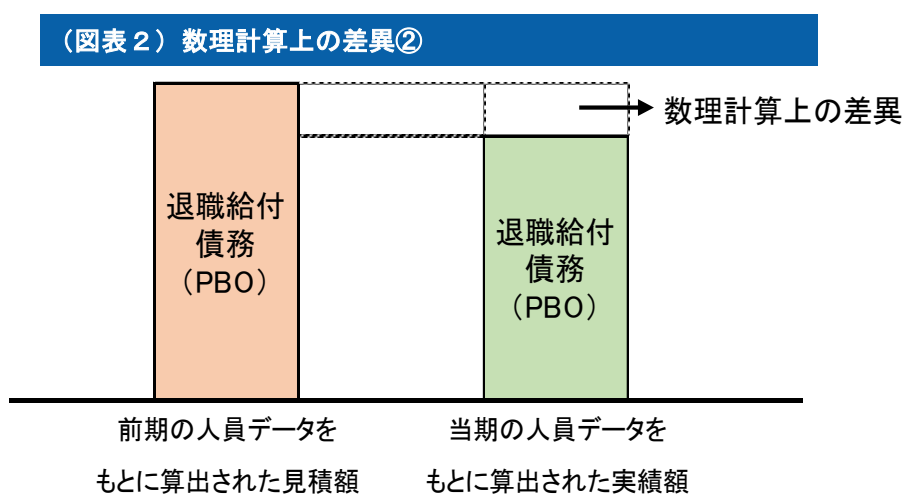 （図表２）数理計算上の差異②
数理計算上の差異
退職給付
債務
（PBO）
退職給付
債務
（PBO）
前期の人員データを
もとに算出された見積額
当期の人員データを
もとに算出された実績額